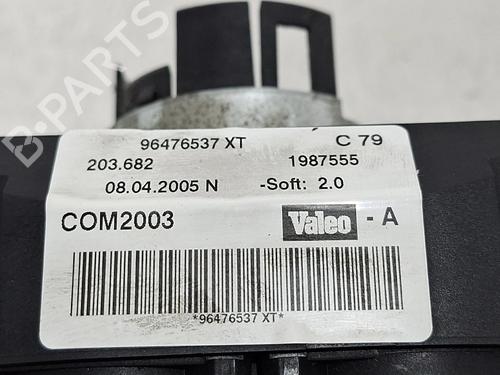 B-PARTS
96476537 XT C 79
203.682 1987555
08.04.2005 N -Soft: 2.0
COM2003 Valeo - A
*96476537 XT*